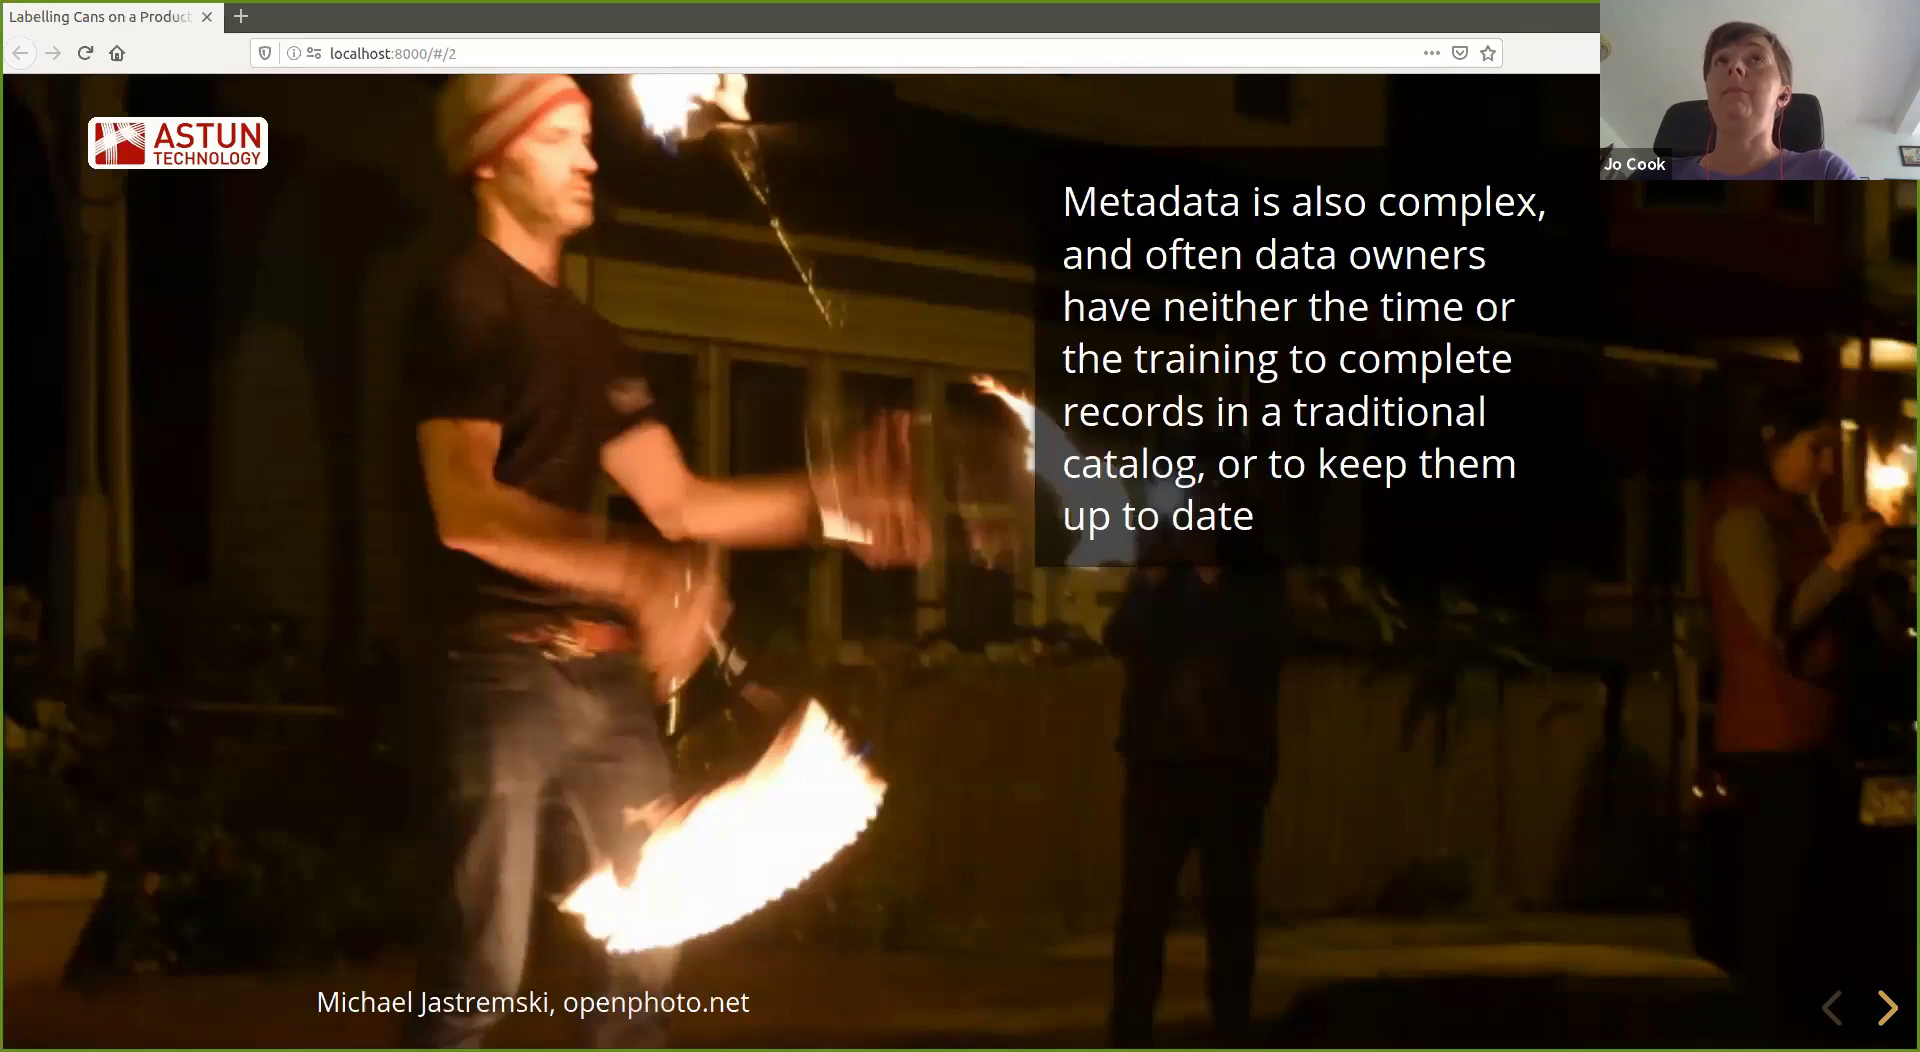 Labelling Cans on a Product
localhost:8000/#/2
Jo Cook
ASTUN
TECHNOLOGY
Metadata is also complex,
and often data owners
have neither the time or
the training to complete
records in a traditional
catalog, or to keep them
up to date
Michael Jastremski, openphoto.net